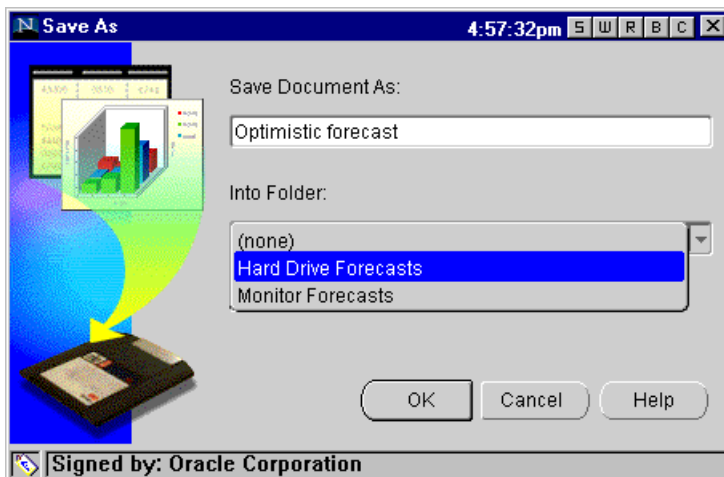 N Save As 4:57:32pm S W R B C X
Save Document As:
Optimistic forecast
Into Folder:
(none)
Hard Drive Forecasts
Monitor Forecasts
OK Cancel Help
Signed by: Oracle Corporation